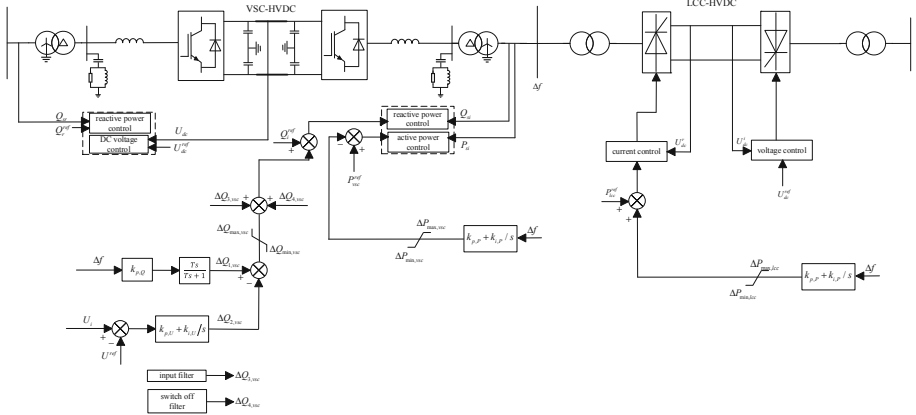 VSC-HVDC
LCC-HVDC
Δf
Q_sr
Q_r^ref
reactive power
control
DC voltage
control
U_dc
U_dc^ref
Q_i^ref
reactive power
control
active power
control
Q_si
P_si
P_vsc^ref
current control
U_dc^r
U_dc^i
voltage control
U_dc^ref
P_lcc^ref
ΔQ_3,vsc
ΔQ_4,vsc
ΔQ_max,vsc
ΔQ_min,vsc
ΔP_max,vsc
ΔP_min,vsc
k_p,P + k_i,P / s
Δf
ΔP_max,lcc
ΔP_min,lcc
k_p,P + k_i,P / s
Δf
Δf
k_p,Q
Ts
Ts + 1
ΔQ_1,vsc
U_i
U^ref
k_p,U + k_i,U / s
ΔQ_2,vsc
input filter
ΔQ_3,vsc
switch off
filter
ΔQ_4,vsc